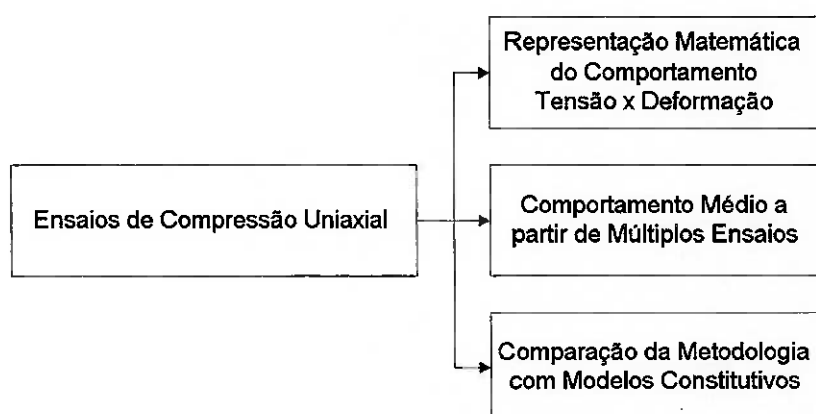 Representação Matemática
do Comportamento
Tensão x Deformação
Ensaios de Compressão Uniaxial
Comportamento Médio a
partir de Múltiplos Ensaios
Comparação da Metodologia
com Modelos Constitutivos